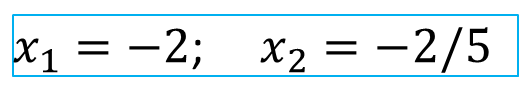 x₁ = −2; x₂ = −2/5